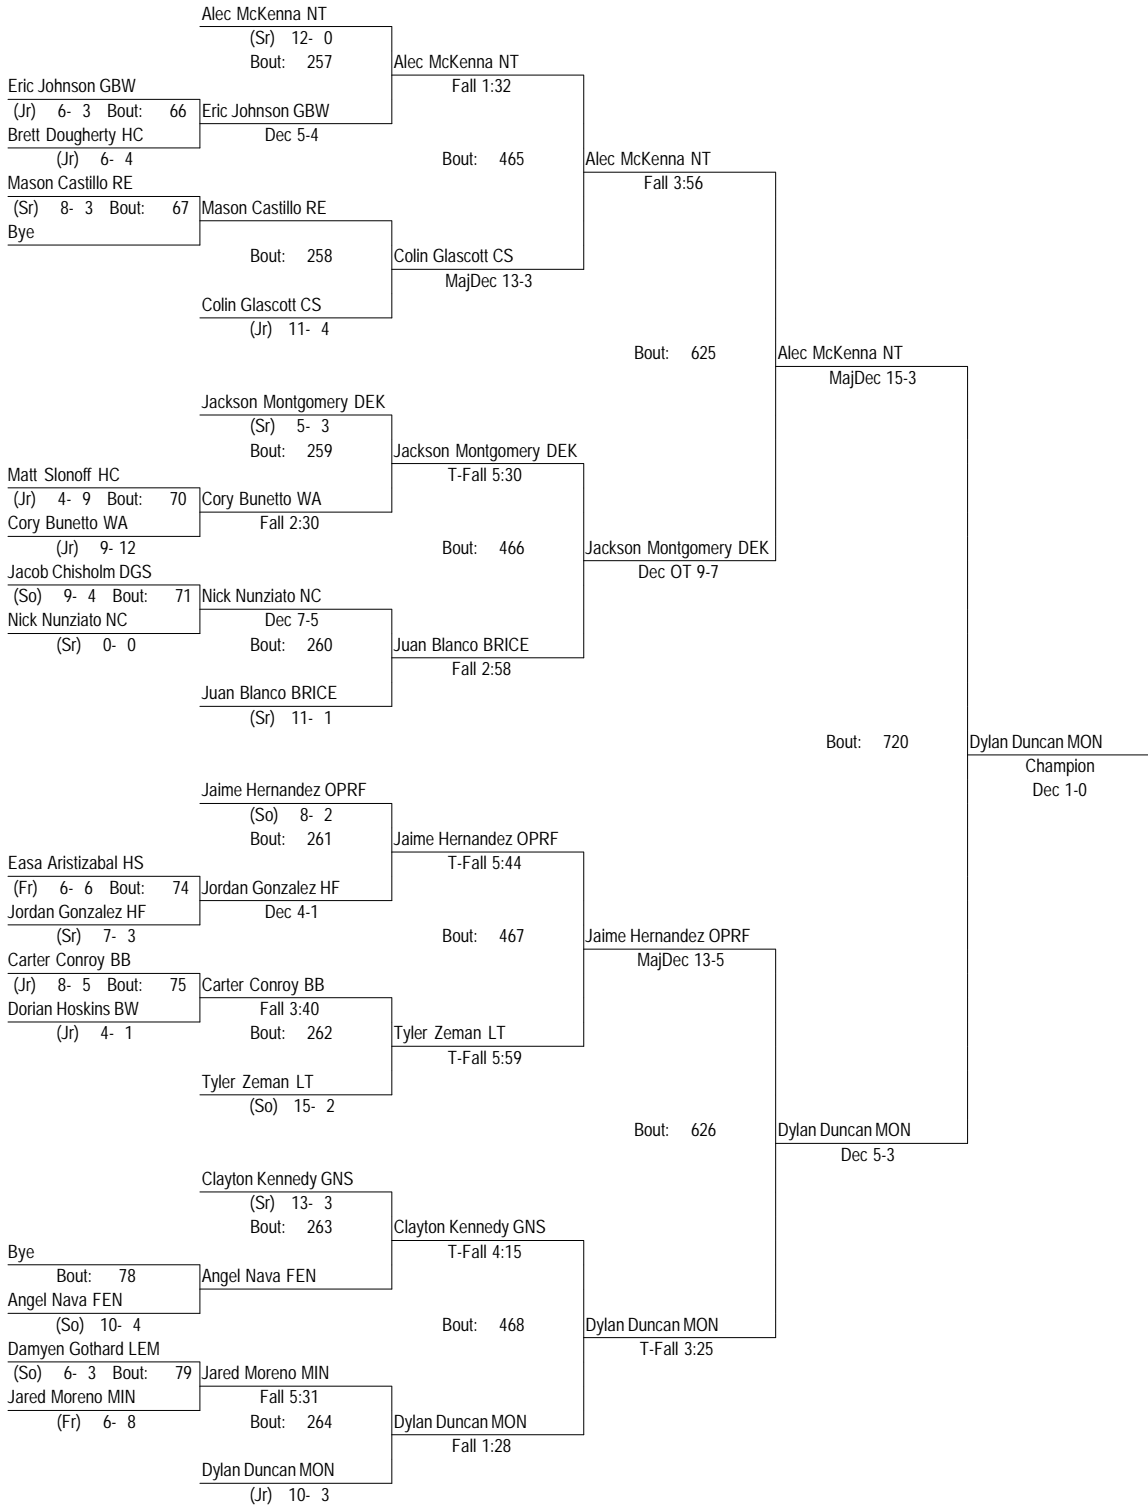 Alec McKenna NT
(Sr) 12- 0
Bout: 257
Alec McKenna NT
Fall 1:32
Eric Johnson GBW
(Jr) 6- 3 Bout: 66
Eric Johnson GBW
Dec 5-4
Brett Dougherty HC
(Jr) 6- 4
Bout: 465
Alec McKenna NT
Fall 3:56
Mason Castillo RE
(Sr) 8- 3 Bout: 67
Mason Castillo RE
Bye
Bout: 258
Colin Glascott CS
MajDec 13-3
Colin Glascott CS
(Jr) 11- 4
Bout: 625
Alec McKenna NT
MajDec 15-3
Jackson Montgomery DEK
(Sr) 5- 3
Bout: 259
Jackson Montgomery DEK
T-Fall 5:30
Matt Slonoff HC
(Jr) 4- 9 Bout: 70
Cory Bunetto WA
Fall 2:30
Cory Bunetto WA
(Jr) 9- 12
Bout: 466
Jackson Montgomery DEK
Dec OT 9-7
Jacob Chisholm DGS
(So) 9- 4 Bout: 71
Nick Nunziato NC
Dec 7-5
Nick Nunziato NC
(Sr) 0- 0
Bout: 260
Juan Blanco BRICE
Fall 2:58
Juan Blanco BRICE
(Sr) 11- 1
Bout: 720
Dylan Duncan MON
Champion
Dec 1-0
Jaime Hernandez OPRF
(So) 8- 2
Bout: 261
Jaime Hernandez OPRF
T-Fall 5:44
Easa Aristizabal HS
(Fr) 6- 6 Bout: 74
Jordan Gonzalez HF
Dec 4-1
Jordan Gonzalez HF
(Sr) 7- 3
Bout: 467
Jaime Hernandez OPRF
MajDec 13-5
Carter Conroy BB
(Jr) 8- 5 Bout: 75
Carter Conroy BB
Fall 3:40
Dorian Hoskins BW
(Jr) 4- 1
Bout: 262
Tyler Zeman LT
T-Fall 5:59
Tyler Zeman LT
(So) 15- 2
Bout: 626
Dylan Duncan MON
Dec 5-3
Clayton Kennedy GNS
(Sr) 13- 3
Bout: 263
Clayton Kennedy GNS
T-Fall 4:15
Bye
Bout: 78
Angel Nava FEN
Angel Nava FEN
(So) 10- 4
Bout: 468
Dylan Duncan MON
T-Fall 3:25
Damyen Gothard LEM
(So) 6- 3 Bout: 79
Jared Moreno MIN
Fall 5:31
Jared Moreno MIN
(Fr) 6- 8
Bout: 264
Dylan Duncan MON
Fall 1:28
Dylan Duncan MON
(Jr) 10- 3